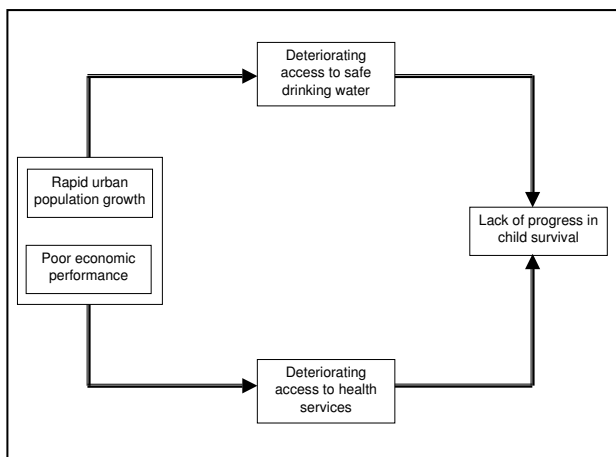 Deteriorating
access to safe
drinking water
Rapid urban
population growth
Poor economic
performance
Lack of progress in
child survival
Deteriorating
access to health
services